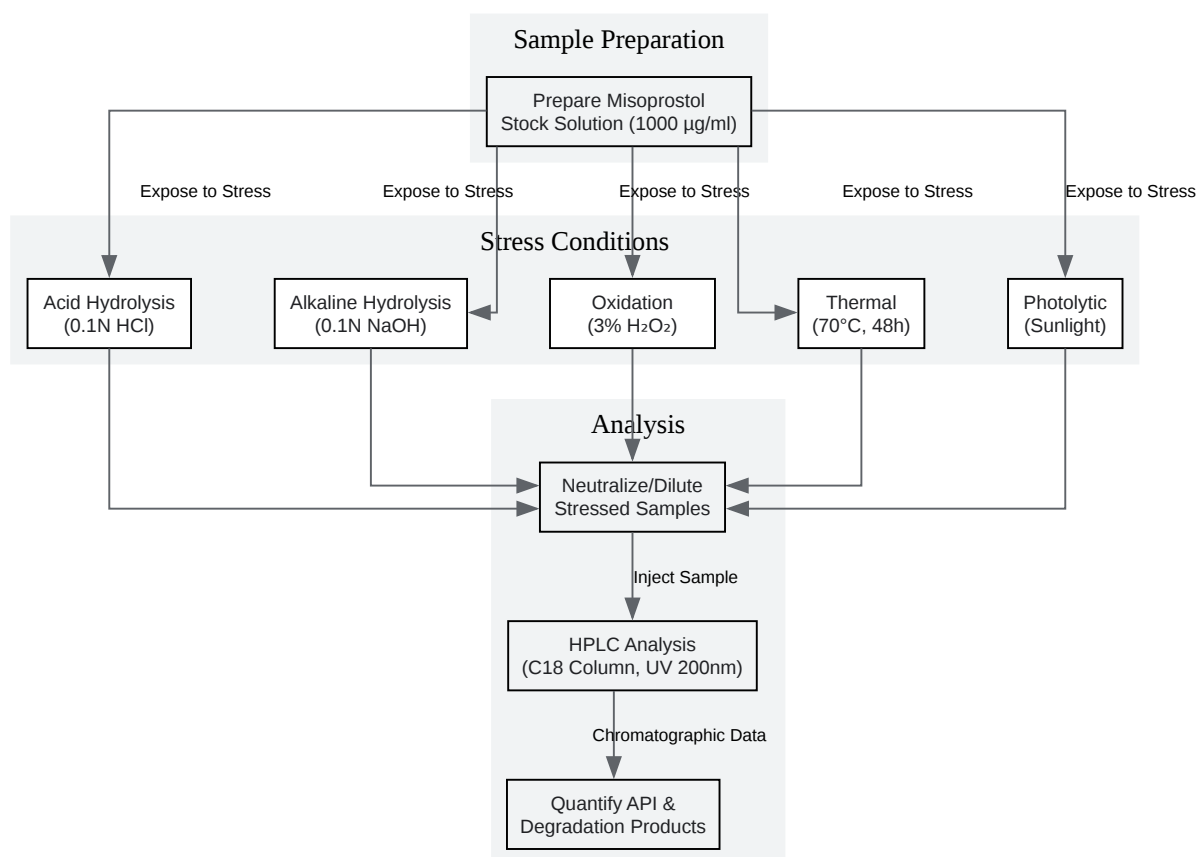 Sample Preparation
Prepare Misoprostol
Stock Solution (1000 µg/ml)
Expose to Stress
Expose to Stress
Expose to Stress
Expose to Stress
Expose to Stress
Stress Conditions
Acid Hydrolysis
(0.1N HCl)
Alkaline Hydrolysis
(0.1N NaOH)
Oxidation
(3% H₂O₂)
Thermal
(70°C, 48h)
Photolytic
(Sunlight)
Analysis
Neutralize/Dilute
Stressed Samples
Inject Sample
HPLC Analysis
(C18 Column, UV 200nm)
Chromatographic Data
Quantify API &
Degradation Products